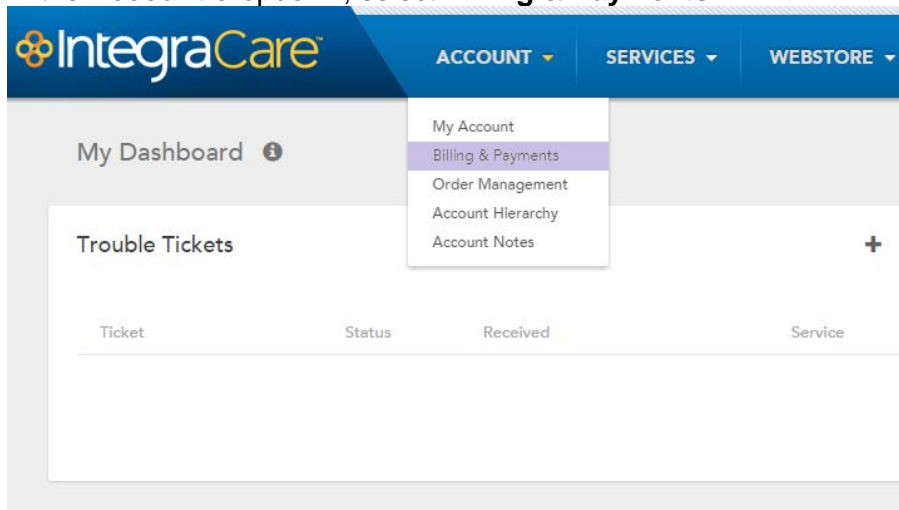 IntegraCare™ ACCOUNT SERVICES WEBSTORE
My Account
My Dashboard
Billing & Payments
Order Management
Account Hierarchy
Trouble Tickets
Account Notes
Ticket Status Received Service